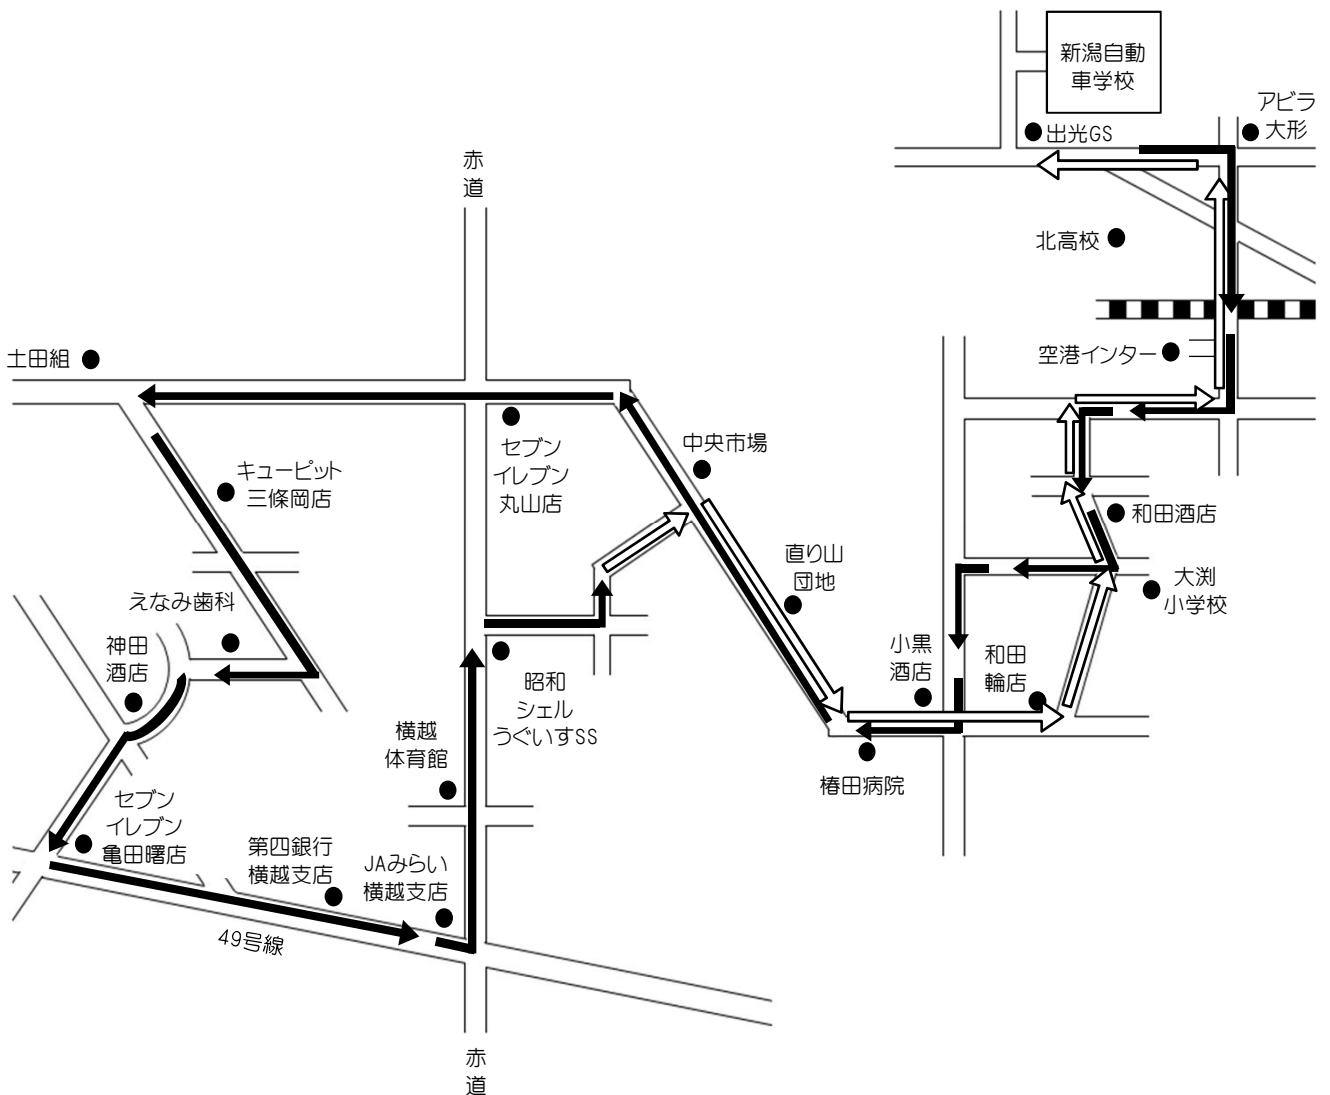 新潟自動
車学校
アビラ
大形
出光GS
赤
道
北高校
空港インター
土田組
中央市場
セブン
イレブン
丸山店
キューピット
三條岡店
和田酒店
直り山
団地
大渕
小学校
えなみ歯科
神田
酒店
小黒
酒店
和田
輪店
昭和
シェル
うぐいすSS
横越
体育館
椿田病院
セブン
イレブン
亀田曙店
第四銀行
横越支店
JAみらい
横越支店
49号線
赤
道